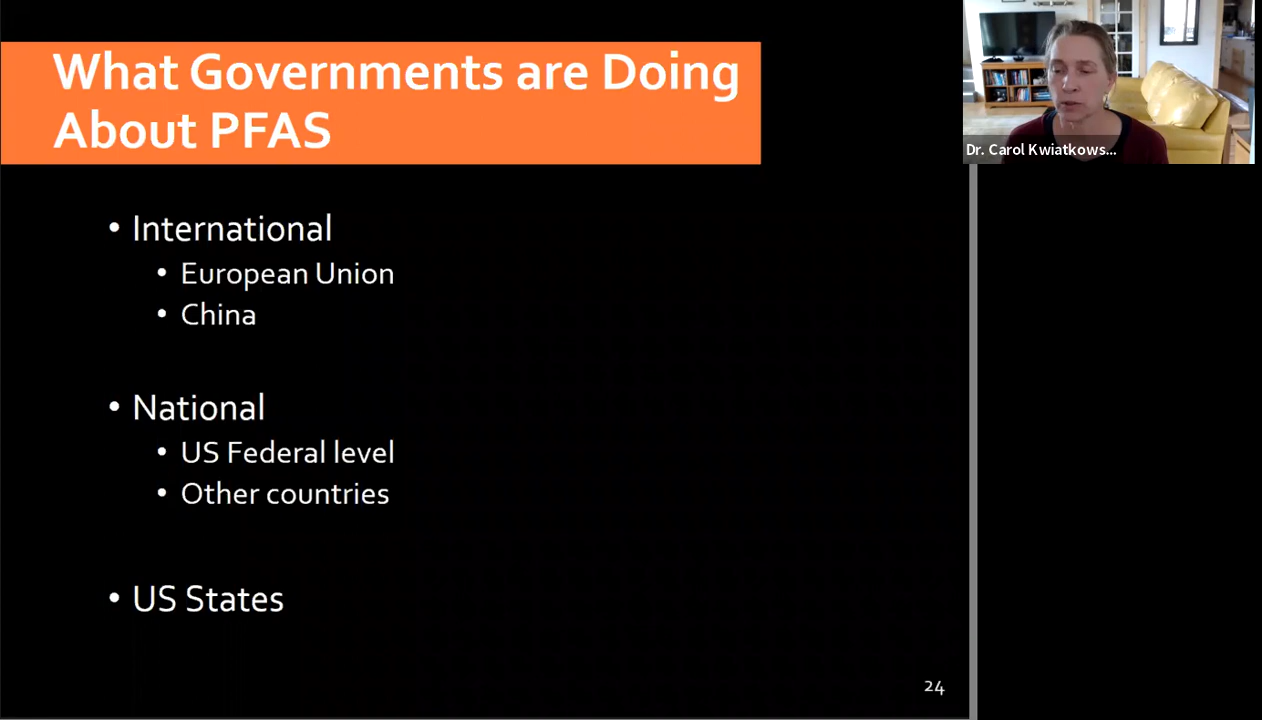 What Governments are Doing
About PFAS
Dr. Carol Kwiatkows...
• International
• European Union
• China
• National
• US Federal level
• Other countries
• US States
24